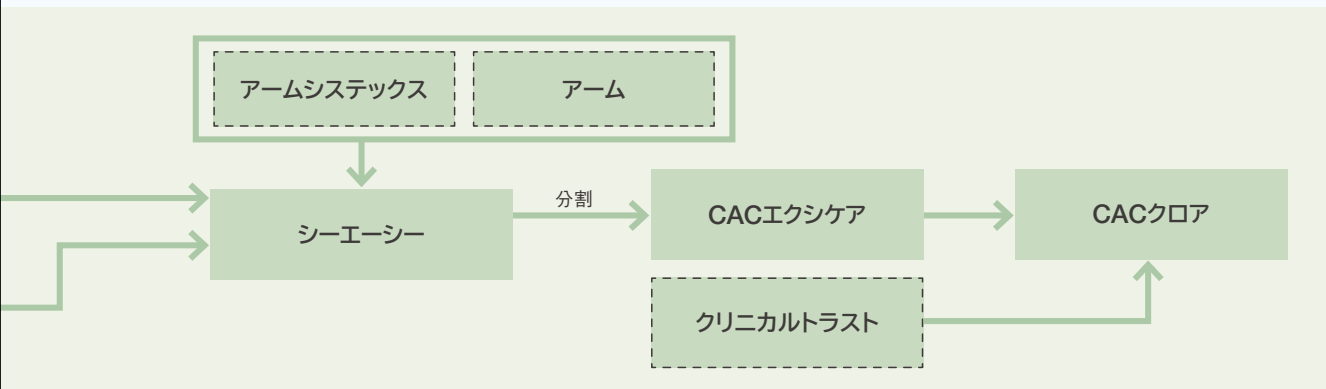 アームシステックス
アーム
シーエーシー
分割
CACエクシケア
CACクロア
クリニカルトラスト